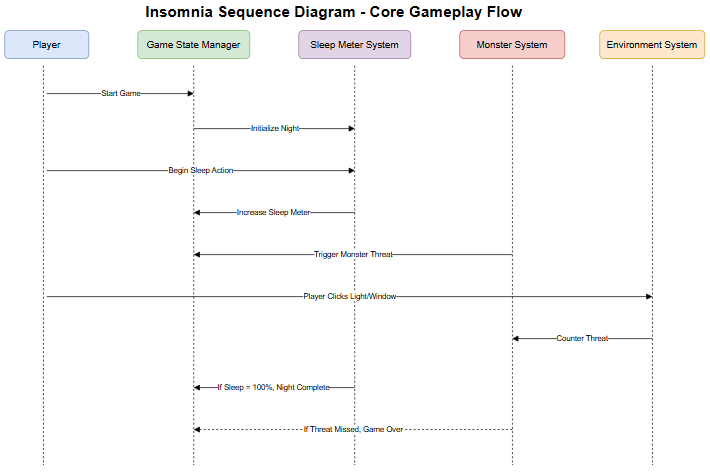 Insomnia Sequence Diagram - Core Gameplay Flow
Player
Game State Manager
Sleep Meter System
Monster System
Environment System
Start Game
Initialize Night
Begin Sleep Action
Increase Sleep Meter
Trigger Monster Threat
Player Clicks Light/Window
Counter Threat
If Sleep = 100%, Night Complete
If Threat Missed, Game Over